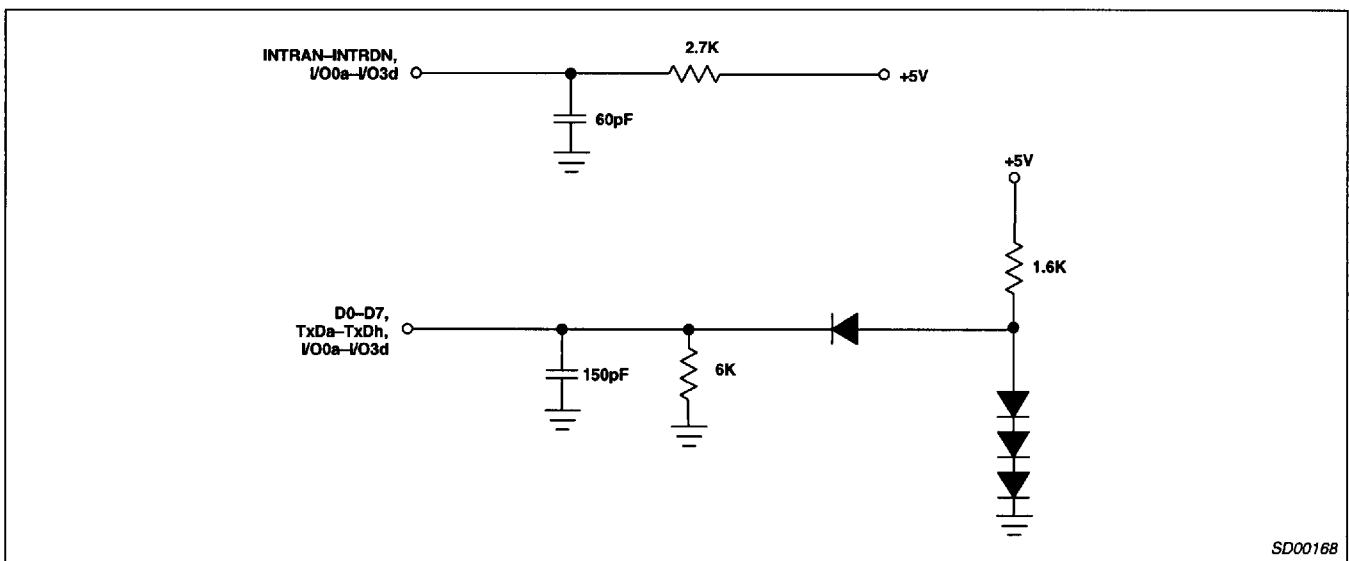 INTRAN–INTRDN,
I/O0a–I/O3d
2.7K
+5V
60pF
+5V
1.6K
D0–D7,
TxDa–TxDh,
I/O0a–I/O3d
150pF
6K
SD00168